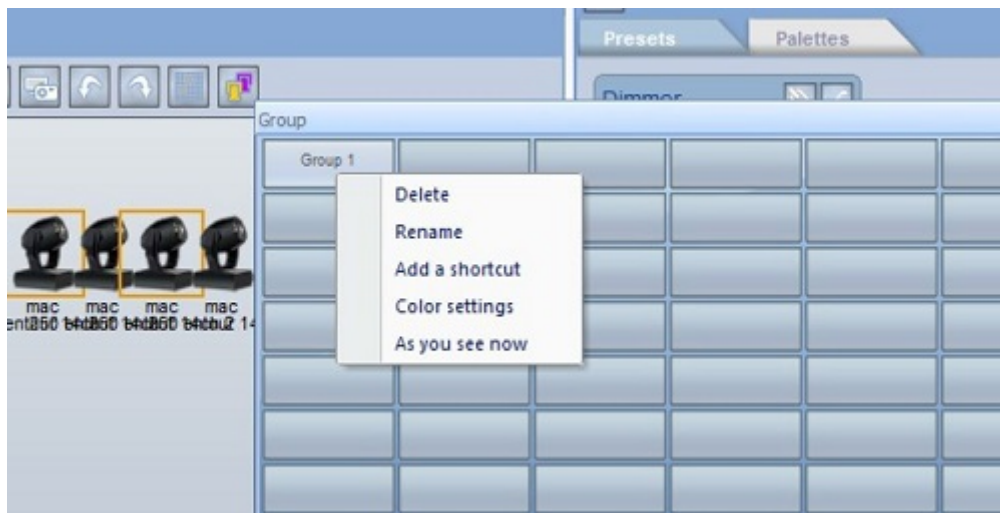 Presets Palettes
Dimmer
Group
Group 1
Delete
Rename
Add a shortcut
Color settings
As you see now
mac mac mac mac